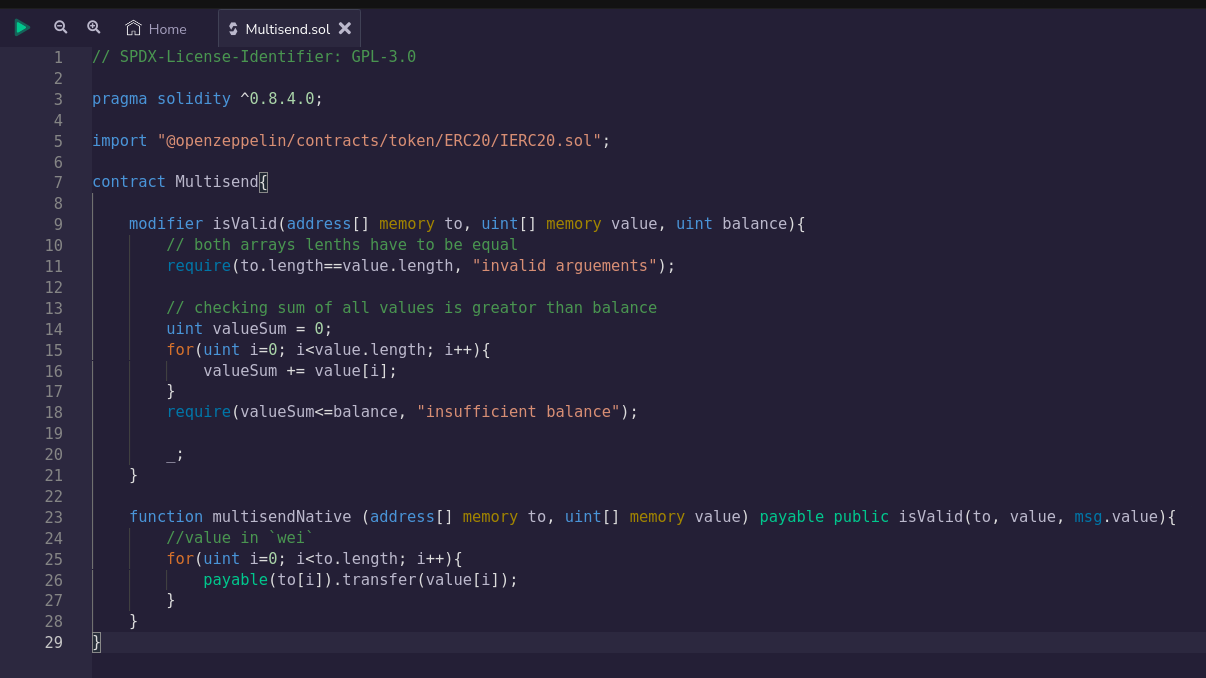 Home
Multisend.sol
1 // SPDX-License-Identifier: GPL-3.0
2
3 pragma solidity ^0.8.4.0;
4
5 import "@openzeppelin/contracts/token/ERC20/IERC20.sol";
6
7 contract Multisend{
8
9     modifier isValid(address[] memory to, uint[] memory value, uint balance){
10         // both arrays lenths have to be equal
11         require(to.length==value.length, "invalid arguements");
12
13         // checking sum of all values is greator than balance
14         uint valueSum = 0;
15         for(uint i=0; i<value.length; i++){
16             valueSum += value[i];
17         }
18         require(valueSum<=balance, "insufficient balance");
19
20         _;
21     }
22
23     function multisendNative (address[] memory to, uint[] memory value) payable public isValid(to, value, msg.value){
24         //value in `wei`
25         for(uint i=0; i<to.length; i++){
26             payable(to[i]).transfer(value[i]);
27         }
28     }
29 }